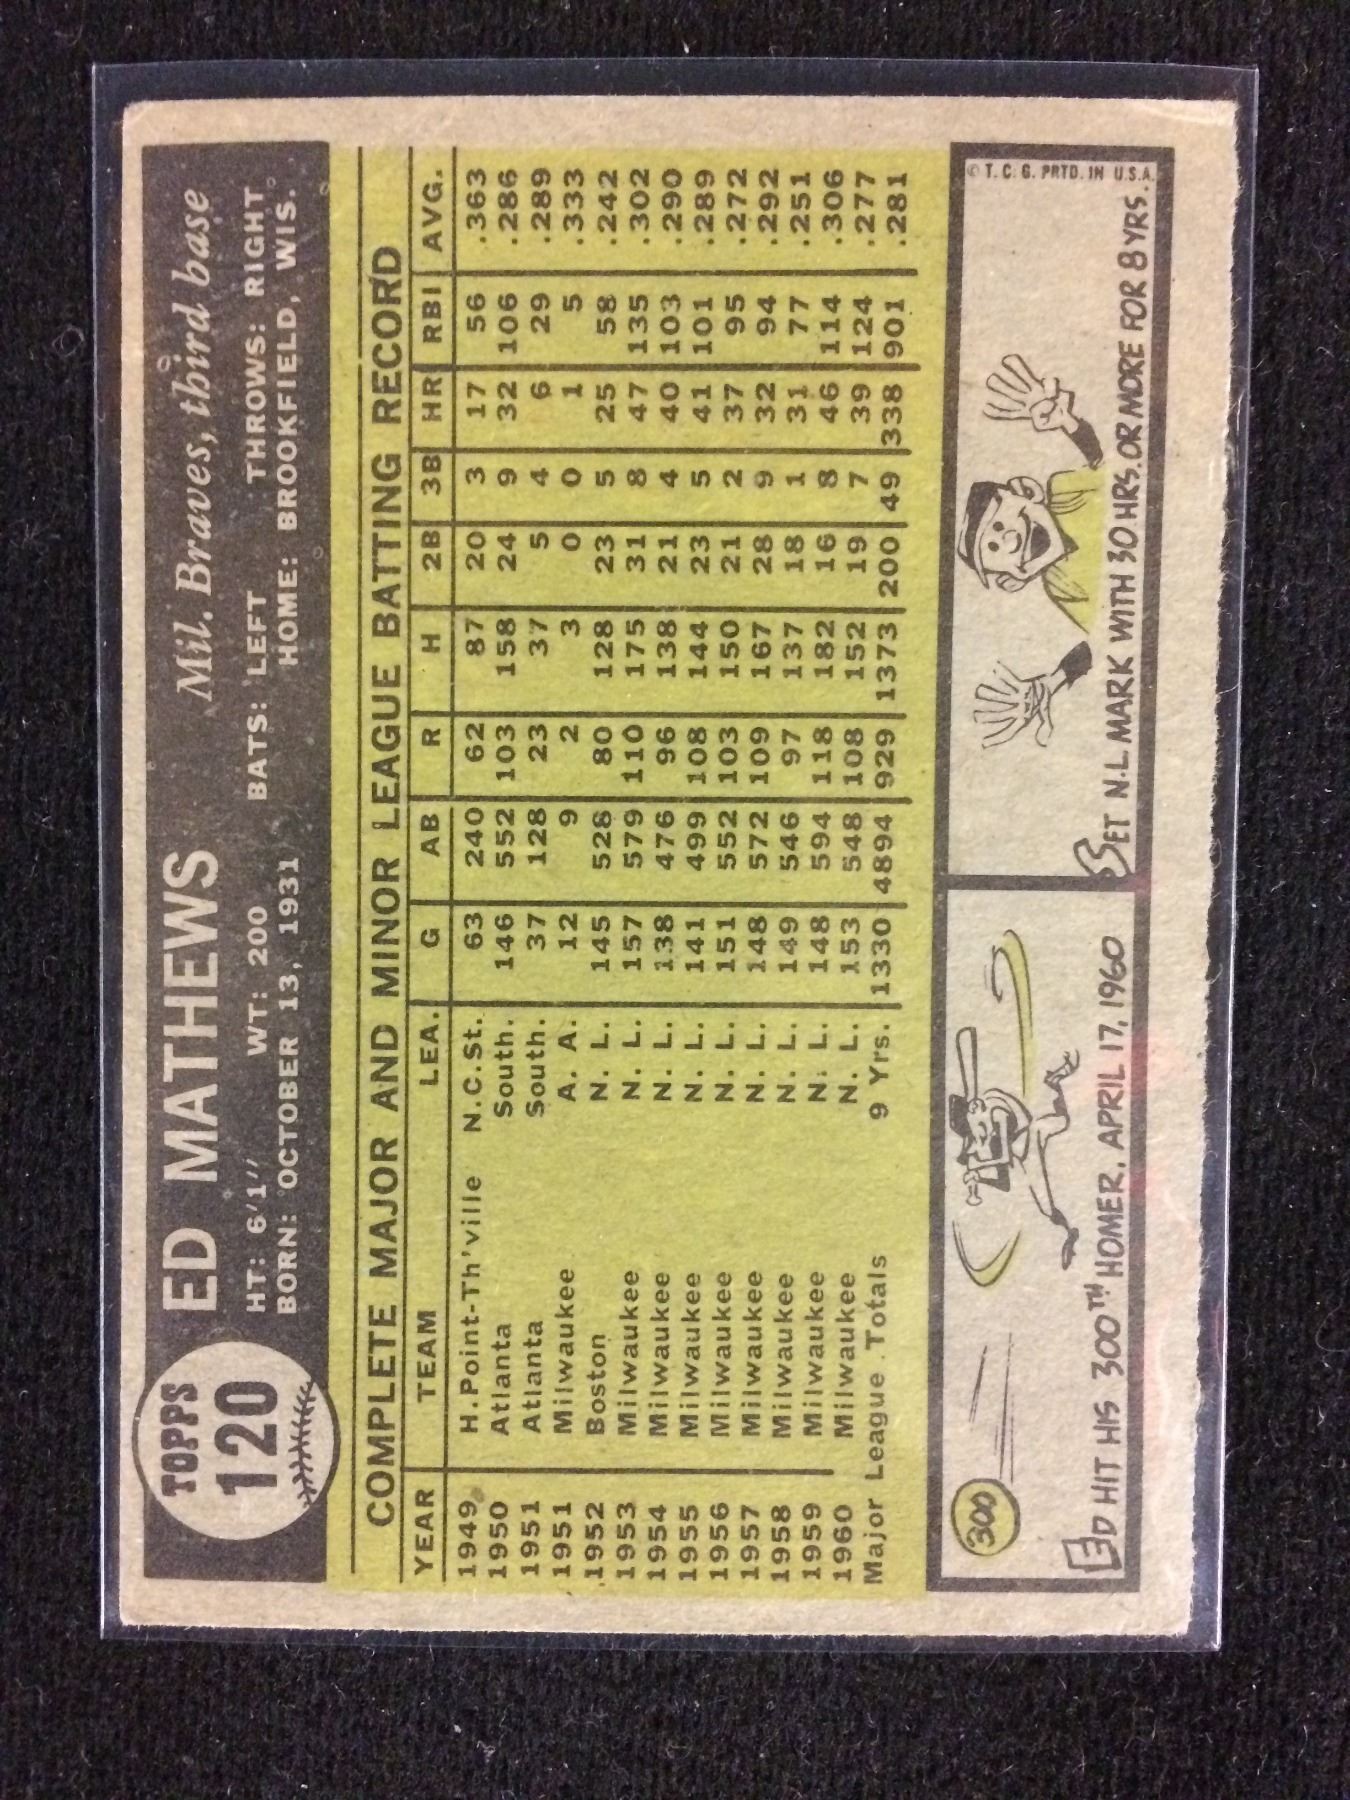 TOPPS
120
ED MATHEWS
Mil. Braves, third base
HT: 6'1" WT: 200 BATS: LEFT THROWS: RIGHT
BORN: OCTOBER 13, 1931 HOME: BROOKFIELD, WIS.
COMPLETE MAJOR AND MINOR LEAGUE BATTING RECORD
YEAR TEAM LEA. G AB R H 2B 3B HR RBI AVG.
1949 H.Point-Th'ville N.C.St. 63 240 62 87 20 3 17 56 .363
1950 Atlanta South. 146 552 103 158 24 9 32 106 .286
1951 Atlanta South. 37 128 23 37 5 4 6 29 .289
1951 Milwaukee A. A. 12 9 2 3 0 0 1 5 .333
1952 Boston N. L. 145 528 80 128 23 5 25 58 .242
1953 Milwaukee N. L. 157 579 110 175 31 8 47 135 .302
1954 Milwaukee N. L. 138 476 96 138 21 4 40 103 .290
1955 Milwaukee N. L. 141 499 108 144 23 5 41 101 .289
1956 Milwaukee N. L. 151 552 103 150 21 2 37 95 .272
1957 Milwaukee N. L. 148 572 109 167 28 9 32 94 .292
1958 Milwaukee N. L. 149 546 97 137 18 1 31 77 .251
1959 Milwaukee N. L. 148 594 118 182 16 8 46 114 .306
1960 Milwaukee N. L. 153 548 108 152 19 7 39 124 .277
Major League Totals 9 Yrs. 1330 4894 929 1373 200 49 338 901 .281
300
ED HIT HIS 300TH HOMER, APRIL 17, 1960
© T. C. G. PRTD. IN U.S.A.
SET N.L. MARK WITH 30 HRS. OR MORE FOR 8 YRS.